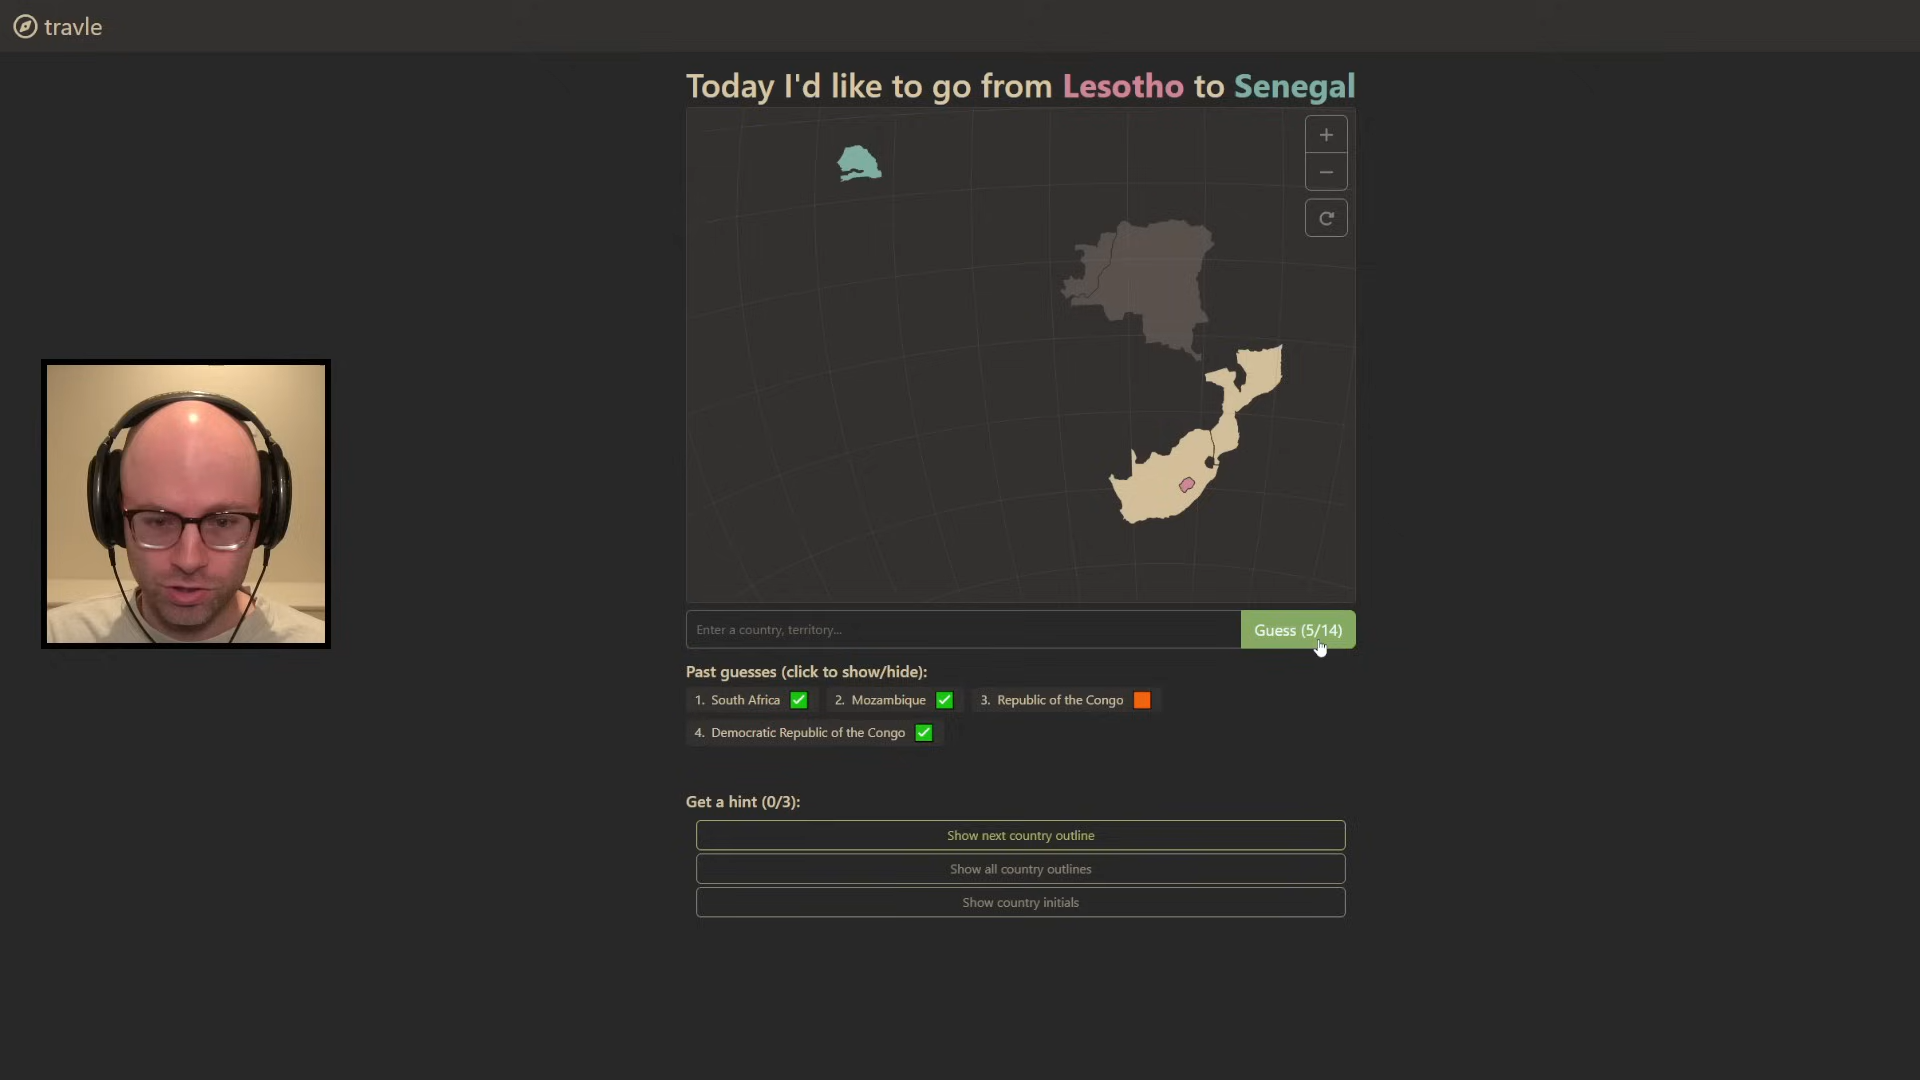 travle
Today I'd like to go from Lesotho to Senegal
+
−
Enter a country, territory...
Guess (5/14)
Past guesses (click to show/hide):
1. South Africa
2. Mozambique
3. Republic of the Congo
4. Democratic Republic of the Congo
Get a hint (0/3):
Show next country outline
Show all country outlines
Show country initials